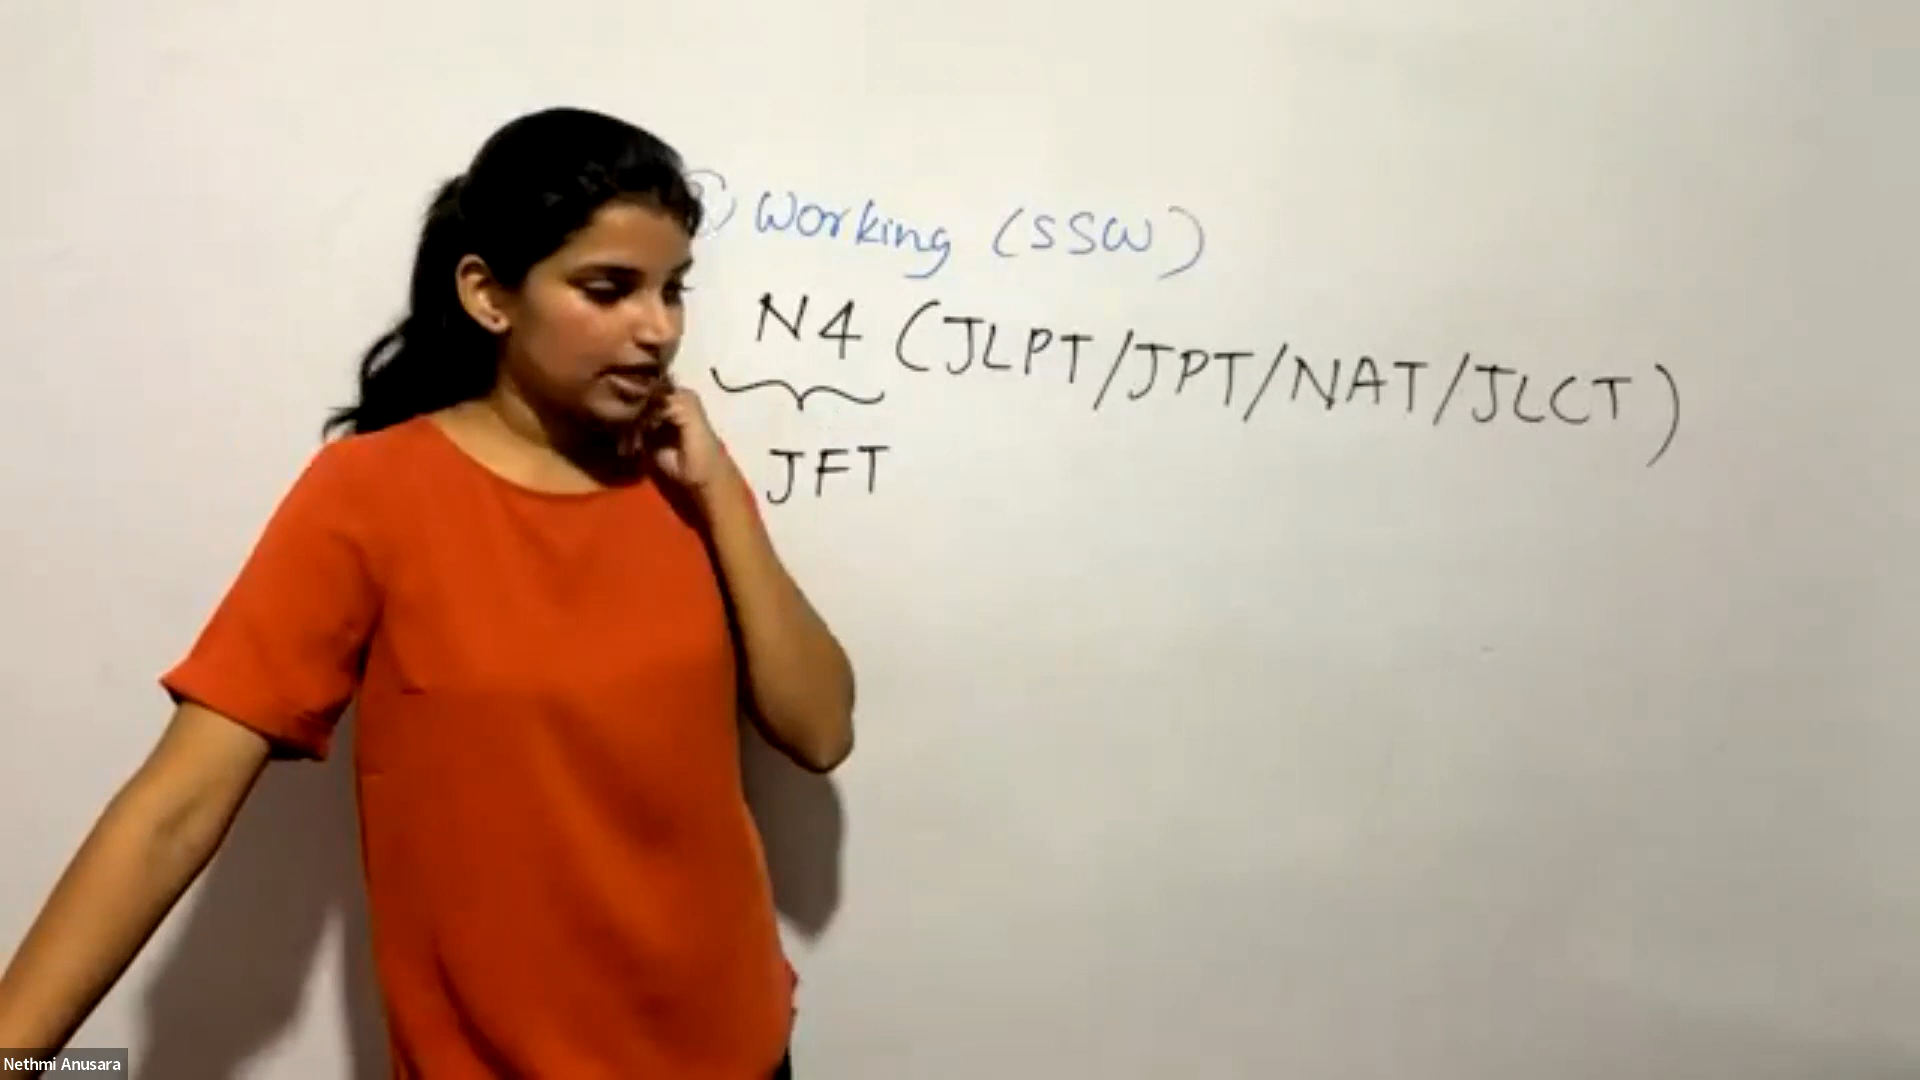 Working (SSW)
N4 (JLPT/JPT/NAT/JLCT)
JFT
Nethmi Anusara